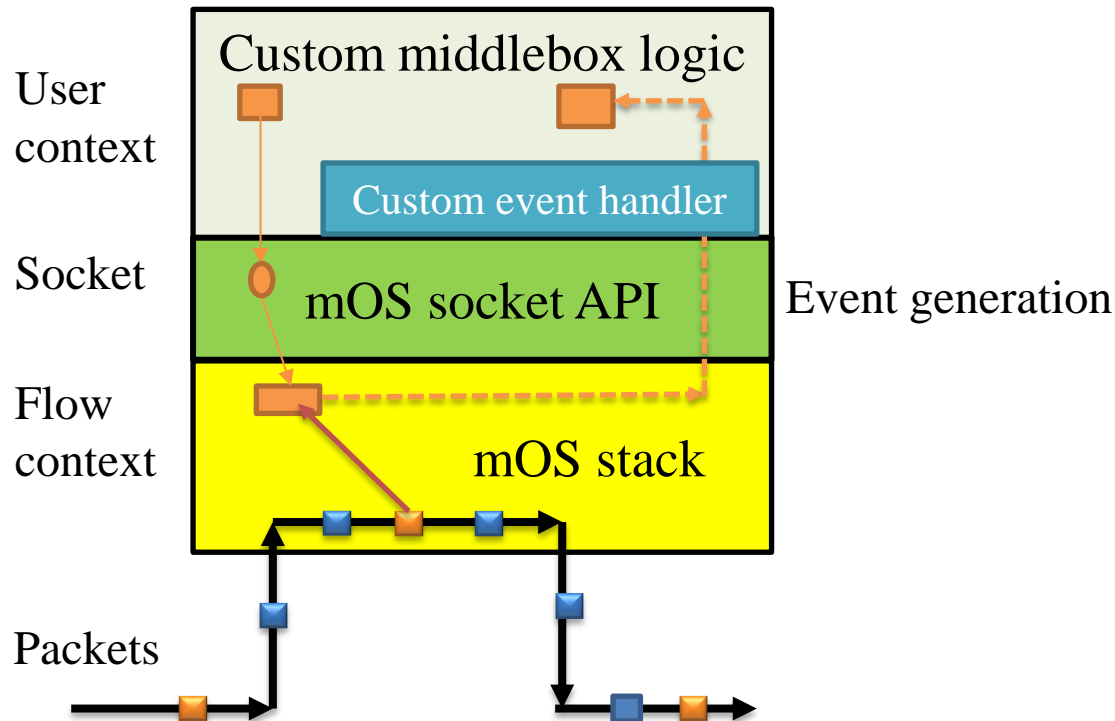 Custom middlebox logic
User
context
Custom event handler
Socket
mOS socket API
Event generation
Flow
context
mOS stack
Packets